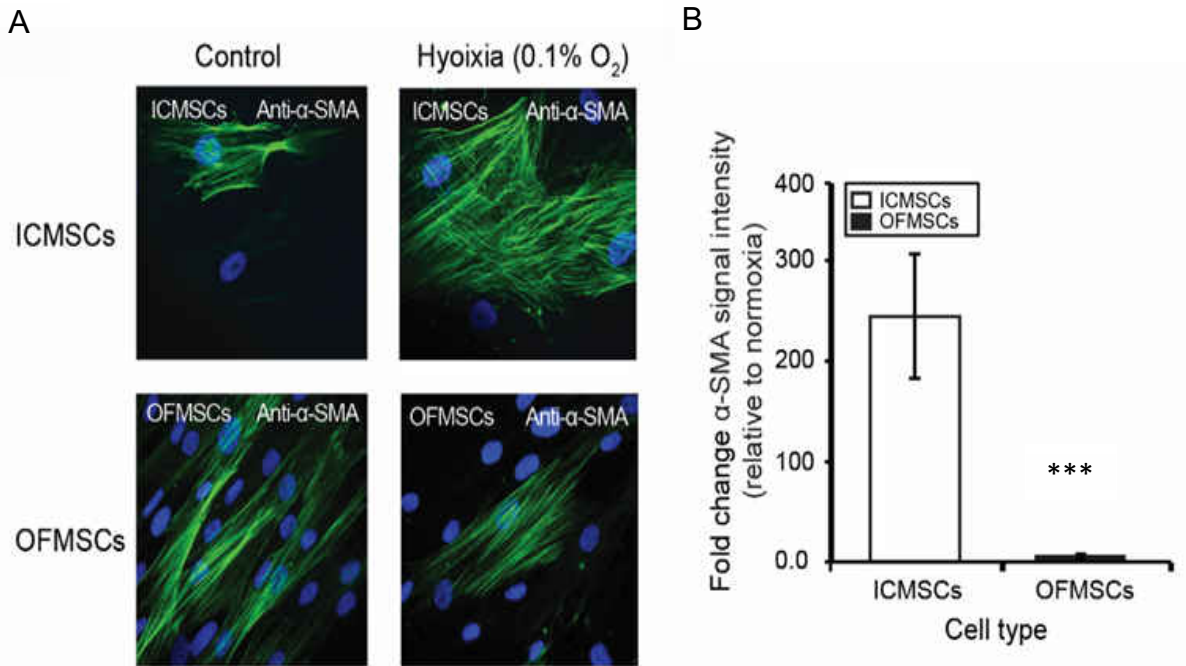 A
Control
Hyoixia (0.1% O₂)
ICMSCs Anti-α-SMA
ICMSCs Anti-α-SMA
ICMSCs
OFMSCs Anti-α-SMA
OFMSCs Anti-α-SMA
OFMSCs
B
Fold change α-SMA signal intensity
(relative to normoxia)
400
300
200
100
0.0
ICMSCs
OFMSCs
***
ICMSCs
OFMSCs
Cell type